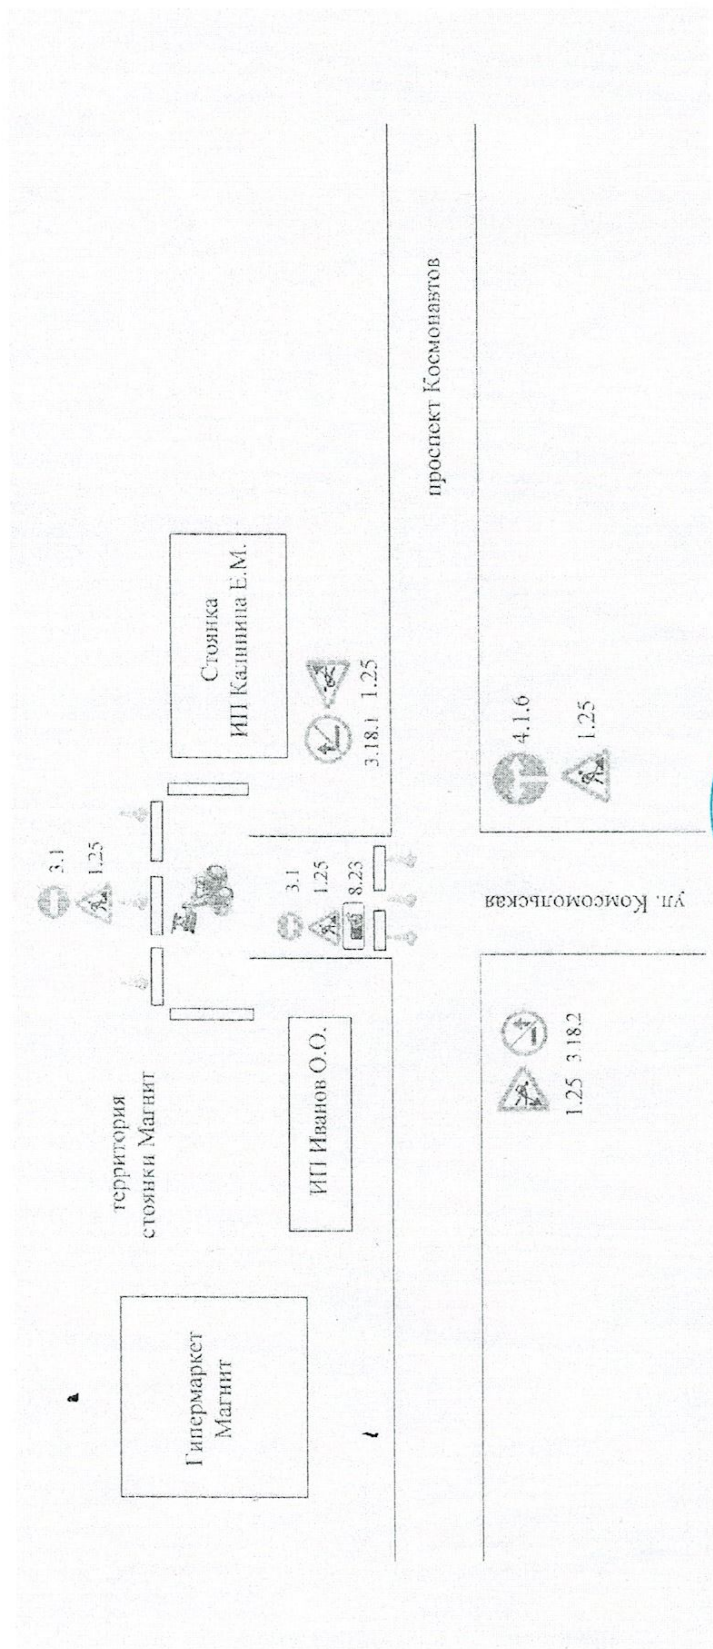 3.1
1.25
территория
стоянки Магнит
Гипермаркет
Магнит
Стоянка
ИП Калинина Е.М.
ИП Иванов О.О.
3.1
1.25
8.23
3.18.1 1.25
проспект Космонавтов
4.1.6
1.25
1.25 3.18.2
ул. Комсомольская